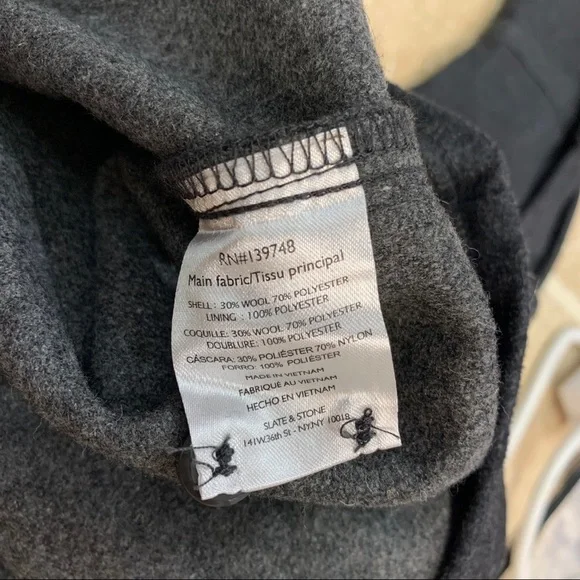 RN#139748
Main fabric/Tissu principal
SHELL : 30% WOOL 70% POLYESTER
LINING : 100% POLYESTER
COQUILLE: 30% WOOL 70% POLYESTER
DOUBLURE: 100% POLYESTER
CÁSCARA: 30% POLIÉSTER 70% NYLON
FORRO: 100% POLIÉSTER
MADE IN VIETNAM
FABRIQUÉ AU VIETNAM
HECHO EN VIETNAM
SLATE & STONE
141W36th St - NY.NY 10018